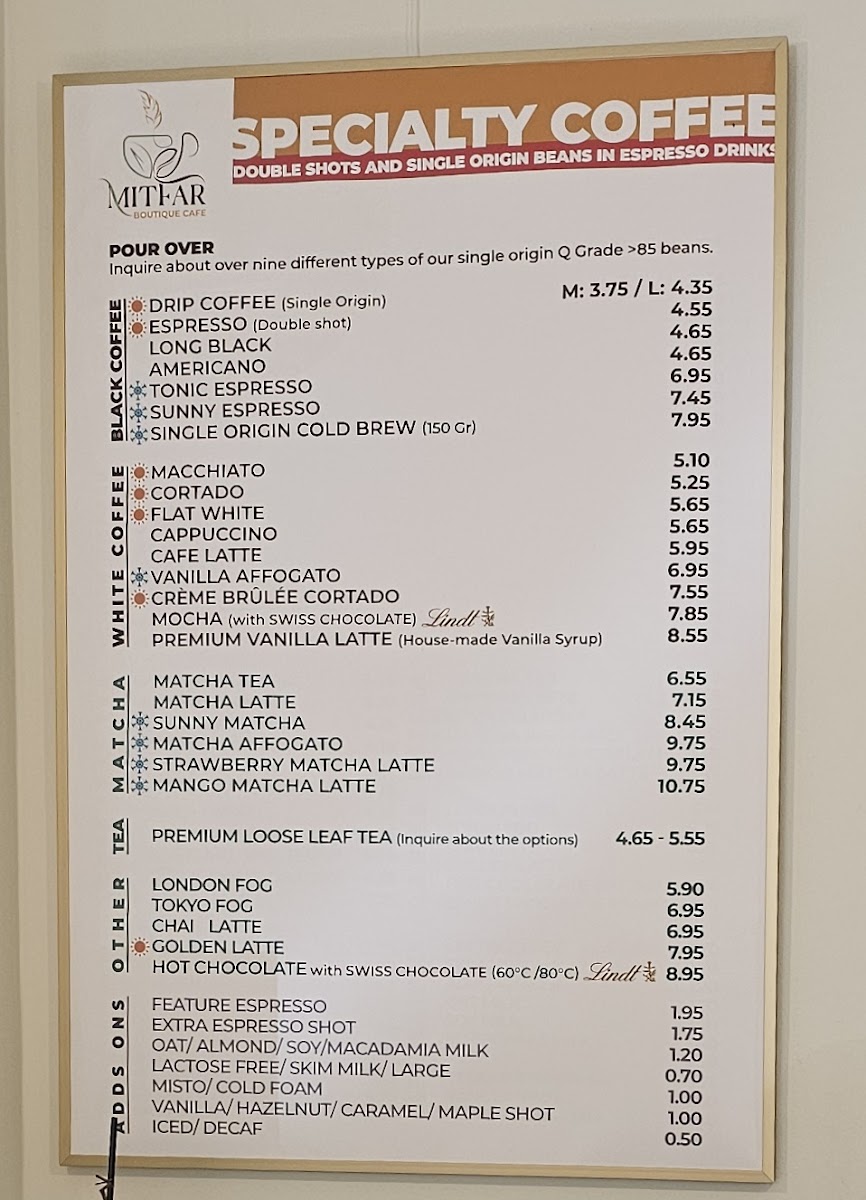 MITFAR
BOUTIQUE CAFE
SPECIALTY COFFEE
DOUBLE SHOTS AND SINGLE ORIGIN BEANS IN ESPRESSO DRINKS
POUR OVER
Inquire about over nine different types of our single origin Q Grade >85 beans.
BLACK COFFEE
DRIP COFFEE (Single Origin) M: 3.75 / L: 4.35
ESPRESSO (Double shot) 4.55
LONG BLACK 4.65
AMERICANO 4.65
TONIC ESPRESSO 6.95
SUNNY ESPRESSO 7.45
SINGLE ORIGIN COLD BREW (150 Gr) 7.95
WHITE COFFEE
MACCHIATO 5.10
CORTADO 5.25
FLAT WHITE 5.65
CAPPUCCINO 5.65
CAFE LATTE 5.95
VANILLA AFFOGATO 6.95
CRÈME BRÛLÉE CORTADO 7.55
MOCHA (with SWISS CHOCOLATE) Lindt 7.85
PREMIUM VANILLA LATTE (House-made Vanilla Syrup) 8.55
MATCHA
MATCHA TEA 6.55
MATCHA LATTE 7.15
SUNNY MATCHA 8.45
MATCHA AFFOGATO 9.75
STRAWBERRY MATCHA LATTE 9.75
MANGO MATCHA LATTE 10.75
TEA
PREMIUM LOOSE LEAF TEA (Inquire about the options) 4.65 - 5.55
OTHER
LONDON FOG 5.90
TOKYO FOG 6.95
CHAI LATTE 6.95
GOLDEN LATTE 7.95
HOT CHOCOLATE with SWISS CHOCOLATE (60°C /80°C) Lindt 8.95
ADDS ONS
FEATURE ESPRESSO 1.95
EXTRA ESPRESSO SHOT 1.75
OAT/ ALMOND/ SOY/MACADAMIA MILK 1.20
LACTOSE FREE/ SKIM MILK/ LARGE 0.70
MISTO/ COLD FOAM 1.00
VANILLA/ HAZELNUT/ CARAMEL/ MAPLE SHOT 1.00
ICED/ DECAF 0.50